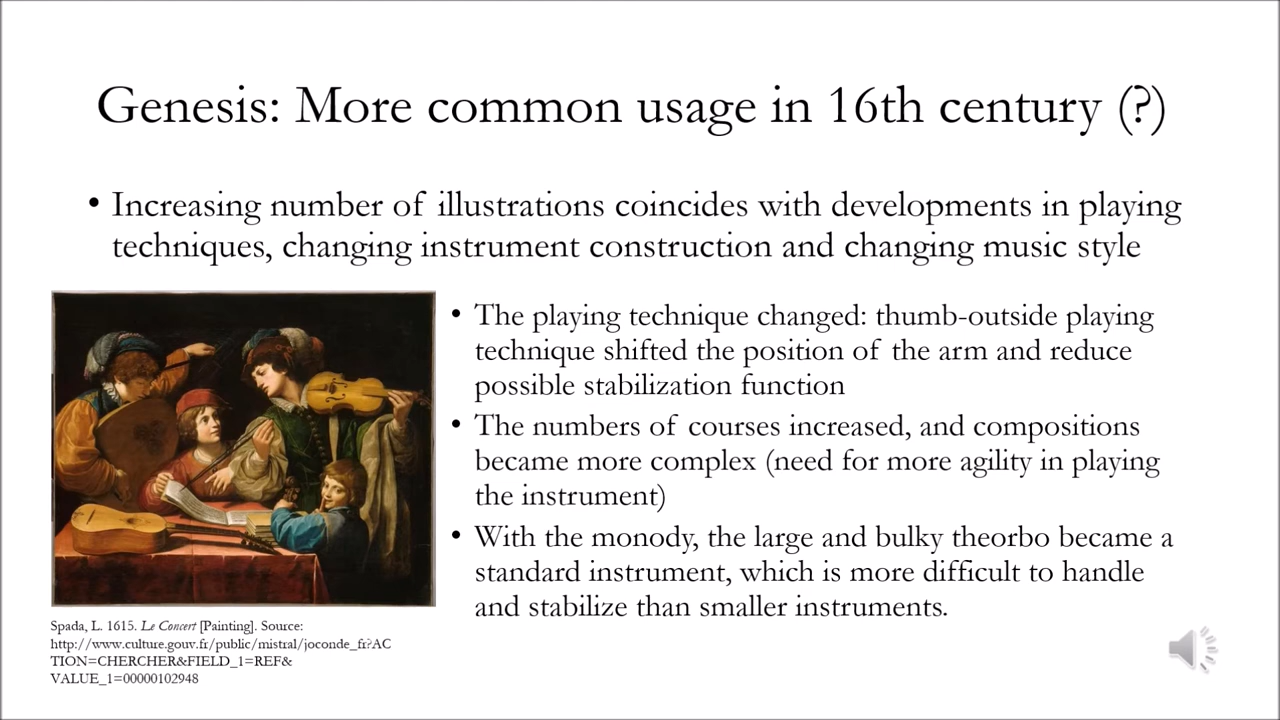 Genesis: More common usage in 16th century (?)
• Increasing number of illustrations coincides with developments in playing
techniques, changing instrument construction and changing music style
• The playing technique changed: thumb-outside playing
technique shifted the position of the arm and reduce
possible stabilization function
• The numbers of courses increased, and compositions
became more complex (need for more agility in playing
the instrument)
• With the monody, the large and bulky theorbo became a
standard instrument, which is more difficult to handle
and stabilize than smaller instruments.
Spada, L. 1615. Le Concert [Painting]. Source:
http://www.culture.gouv.fr/public/mistral/joconde_fr?AC
TION=CHERCHER&FIELD_1=REF&
VALUE_1=00000102948